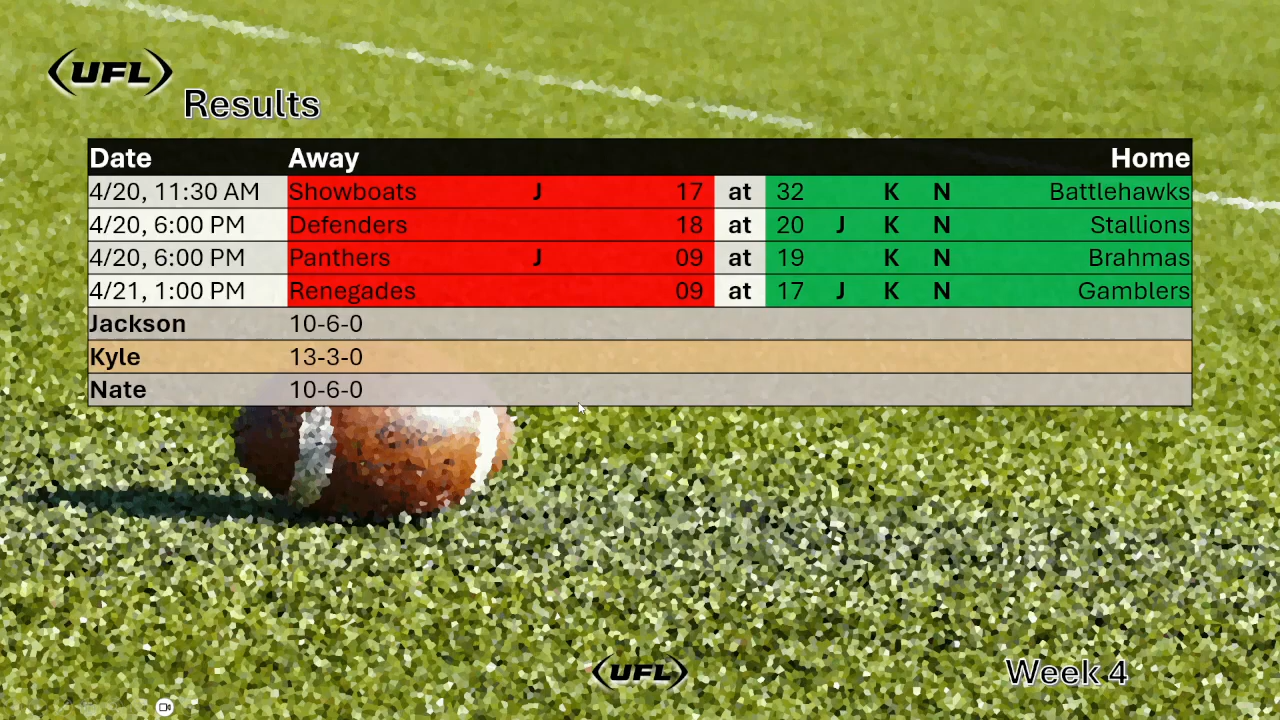 UFL
Results
Date Away Home
4/20, 11:30 AM Showboats J 17 at 32 K N Battlehawks
4/20, 6:00 PM Defenders 18 at 20 J K N Stallions
4/20, 6:00 PM Panthers J 09 at 19 K N Brahmas
4/21, 1:00 PM Renegades 09 at 17 J K N Gamblers
Jackson 10-6-0
Kyle 13-3-0
Nate 10-6-0
UFL
Week 4